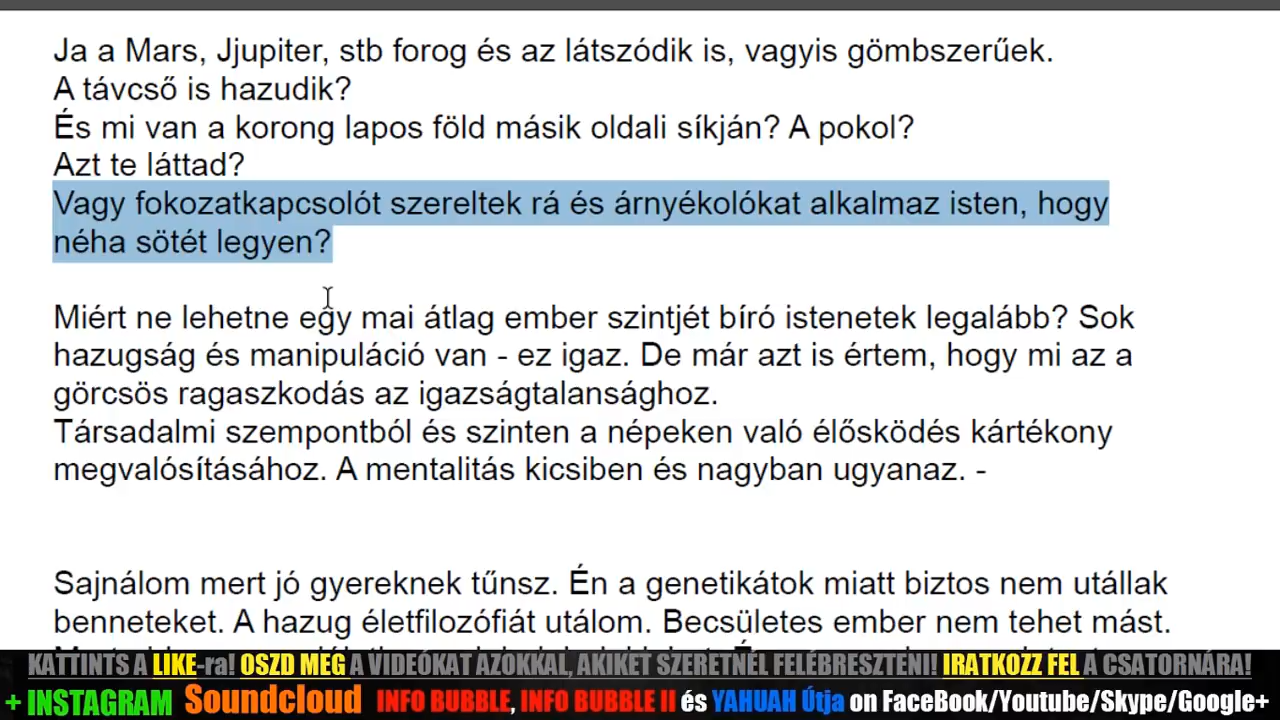 Ja a Mars, Jjupiter, stb forog és az látszódik is, vagyis gömbszerűek.
A távcső is hazudik?
És mi van a korong lapos föld másik oldali síkján? A pokol?
Azt te láttad?
Vagy fokozatkapcsolót szereltek rá és árnyékolókat alkalmaz isten, hogy
néha sötét legyen?
Miért ne lehetne egy mai átlag ember szintjét bíró istenetek legalább? Sok
hazugság és manipuláció van - ez igaz. De már azt is értem, hogy mi az a
görcsös ragaszkodás az igazságtalansághoz.
Társadalmi szempontból és szinten a népeken való élősködés kártékony
megvalósításához. A mentalitás kicsiben és nagyban ugyanaz. -
Sajnálom mert jó gyereknek tűnsz. Én a genetikátok miatt biztos nem utállak
benneteket. A hazug életfilozófiát utálom. Becsületes ember nem tehet mást.
KATTINTS A LIKE-ra! OSZD MEG A VIDEÓKAT AZOKKAL, AKIKET SZERETNÉL FELÉBRESZTENI! IRATKOZZ FEL A CSATORNÁRA!
+ INSTAGRAM Soundcloud INFO BUBBLE, INFO BUBBLE II és YAHUAH Útja on FaceBook/Youtube/Skype/Google+